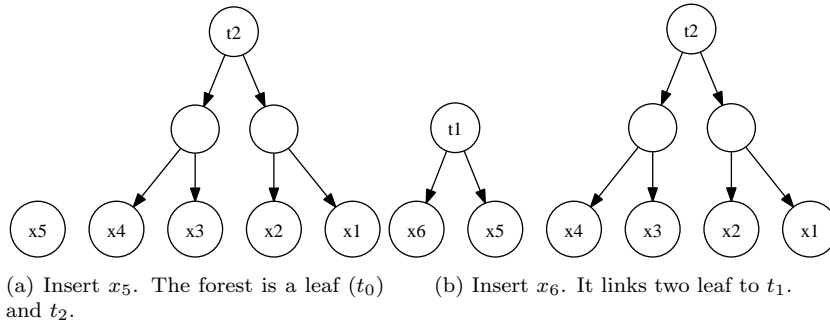 t2
t2
t1
x5
x4
x3
x2
x1
x6
x5
x4
x3
x2
x1
(a) Insert x₅. The forest is a leaf (t₀)
and t₂.
(b) Insert x₆. It links two leaf to t₁.